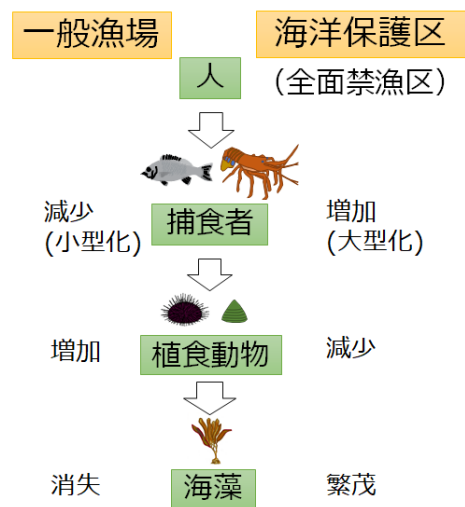 一般漁場
海洋保護区
人
(全面禁漁区)
減少
(小型化)
捕食者
増加
(大型化)
増加
植食動物
減少
消失
海藻
繁茂